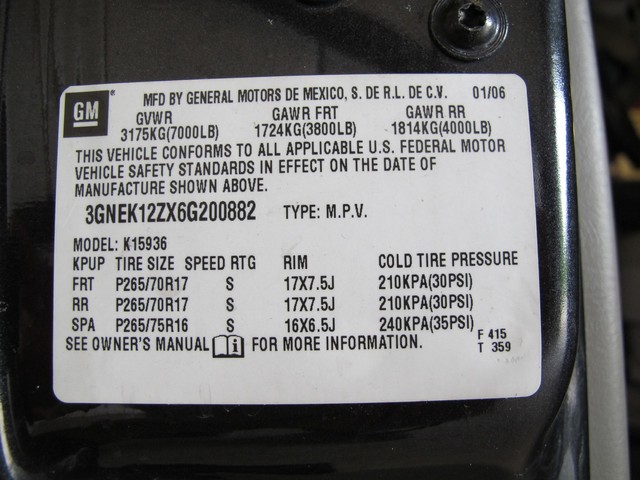 GM ® MFD BY GENERAL MOTORS DE MEXICO, S. DE R.L. DE C.V. 01/06
GVWR GAWR FRT GAWR RR
3175KG(7000LB) 1724KG(3800LB) 1814KG(4000LB)
THIS VEHICLE CONFORMS TO ALL APPLICABLE U.S. FEDERAL MOTOR
VEHICLE SAFETY STANDARDS IN EFFECT ON THE DATE OF
MANUFACTURE SHOWN ABOVE.
3GNEK12ZX6G200882 TYPE: M.P.V.
MODEL: K15936
KPUP TIRE SIZE SPEED RTG RIM COLD TIRE PRESSURE
FRT P265/70R17 S 17X7.5J 210KPA(30PSI)
RR P265/70R17 S 17X7.5J 210KPA(30PSI)
SPA P265/75R16 S 16X6.5J 240KPA(35PSI)
SEE OWNER'S MANUAL i FOR MORE INFORMATION.
F 415
T 359